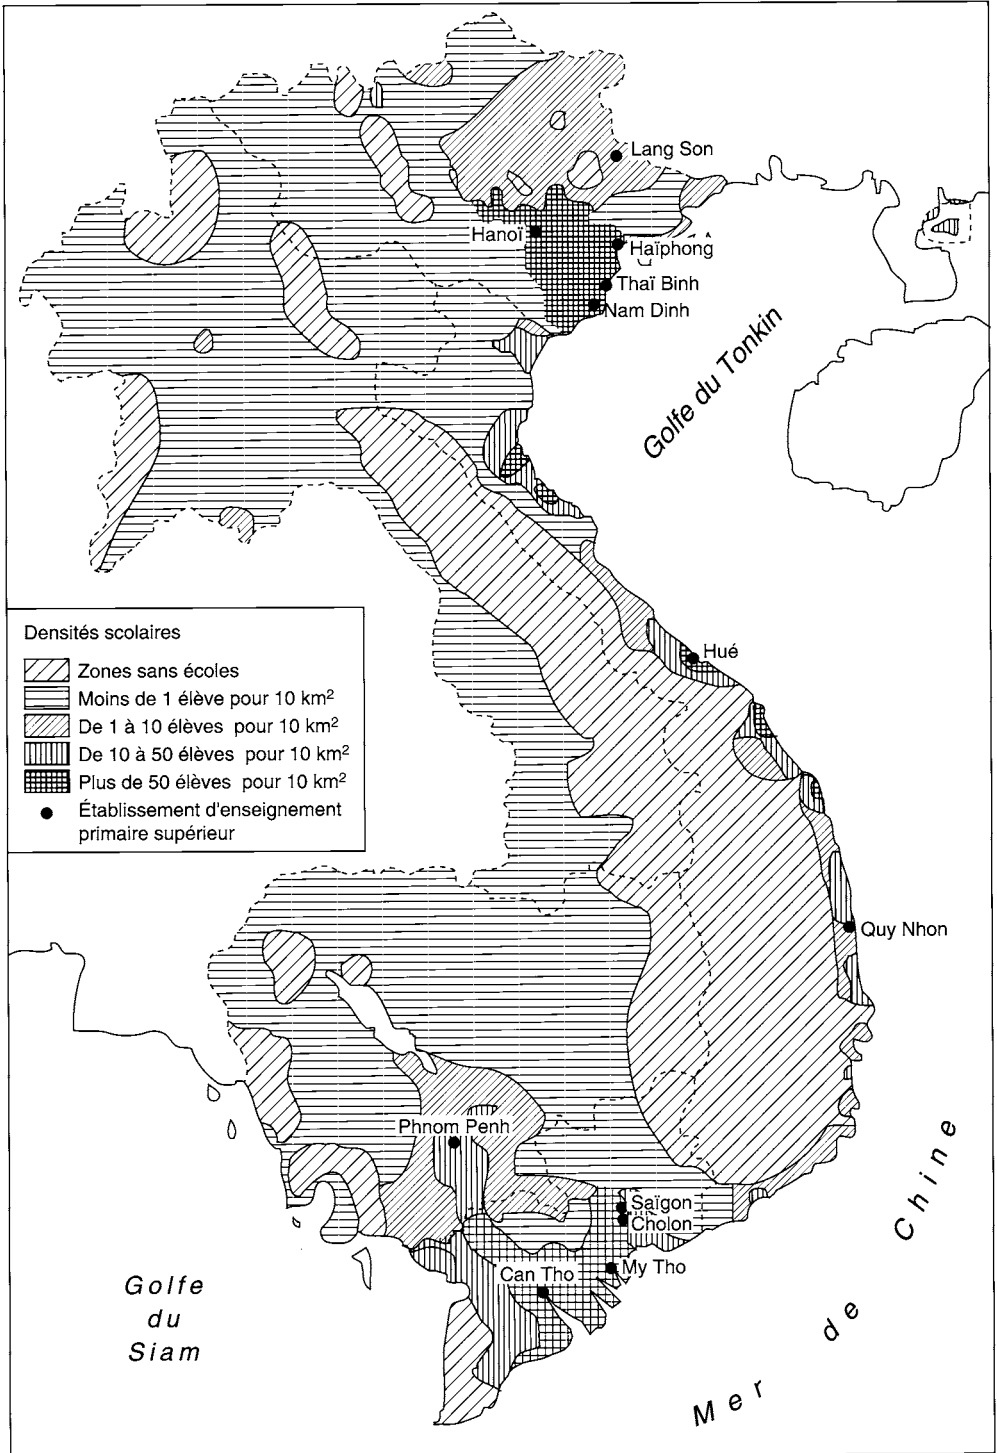 Lang Son
Hanoï
Haïphong
Thaï Binh
Nam Dinh
Golfe du Tonkin
Densités scolaires
Zones sans écoles
Moins de 1 élève pour 10 km²
De 1 à 10 élèves pour 10 km²
De 10 à 50 élèves pour 10 km²
Plus de 50 élèves pour 10 km²
Établissement d'enseignement
primaire supérieur
Hué
Quy Nhon
Phnom Penh
Saïgon
Cholon
My Tho
Can Tho
Golfe
du
Siam
Mer de Chine